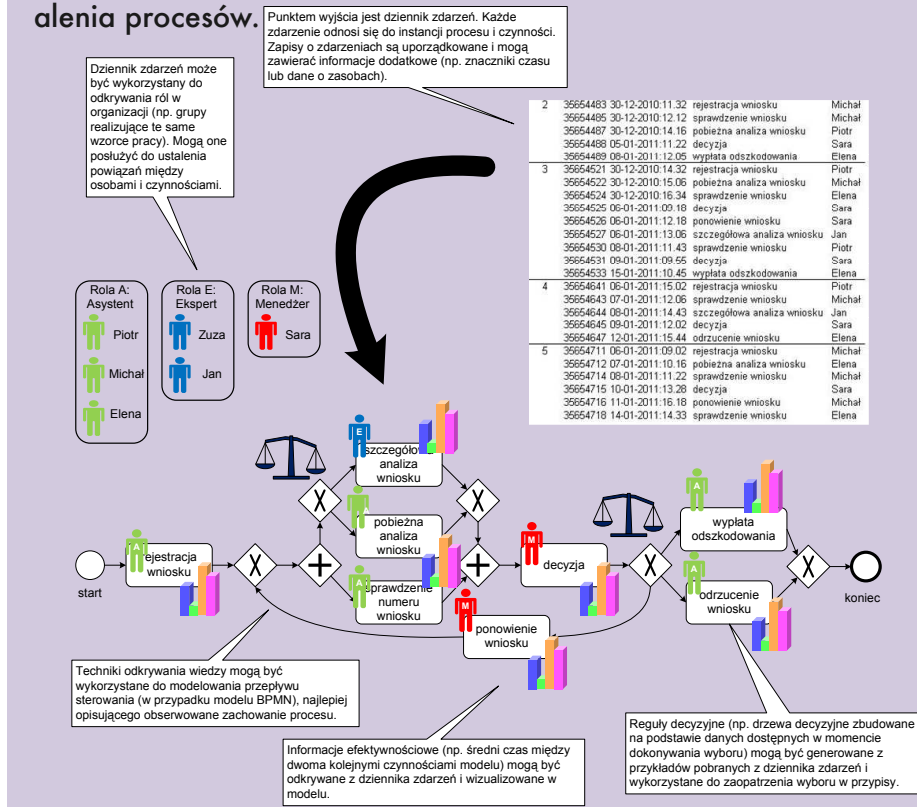 alenia procesów.
Punktem wyjścia jest dziennik zdarzeń. Każde
zdarzenie odnosi się do instancji procesu i czynności.
Zapisy o zdarzeniach są uporządkowane i mogą
zawierać informacje dodatkowe (np. znaczniki czasu
lub dane o zasobach).
Dziennik zdarzeń może
być wykorzystany do
odkrywania ról w
organizacji (np. grupy
realizujące te same
wzorce pracy). Mogą one
posłużyć do ustalenia
powiązań między
osobami i czynnościami.
2 35654483 30-12-2010:11.32 rejestracja wniosku Michał
35654485 30-12-2010:12.12 sprawdzenie wniosku Michał
35654487 30-12-2010:14.16 pobieżna analiza wniosku Piotr
35654488 05-01-2011:11.22 decyzja Sara
35654489 08-01-2011:12.05 wypłata odszkodowania Elena
3 35654521 30-12-2010:14.32 rejestracja wniosku Piotr
35654522 30-12-2010:15.06 pobieżna analiza wniosku Michał
35654524 30-12-2010:16.34 sprawdzenie wniosku Elena
35654525 06-01-2011:09.18 decyzja Sara
35654526 06-01-2011:12.18 ponowienie wniosku Sara
35654527 06-01-2011:13.06 szczegółowa analiza wniosku Jan
35654530 08-01-2011:11.43 sprawdzenie wniosku Piotr
35654531 09-01-2011:09.55 decyzja Sara
35654533 15-01-2011:10.45 wypłata odszkodowania Elena
4 35654641 06-01-2011:15.02 rejestracja wniosku Piotr
35654643 07-01-2011:12.06 sprawdzenie wniosku Michał
35654644 08-01-2011:14.43 szczegółowa analiza wniosku Jan
35654645 09-01-2011:12.02 decyzja Sara
35654647 12-01-2011:15.44 odrzucenie wniosku Elena
5 35654711 06-01-2011:09.02 rejestracja wniosku Michał
35654712 07-01-2011:10.16 pobieżna analiza wniosku Elena
35654714 08-01-2011:11.22 sprawdzenie wniosku Michał
35654715 10-01-2011:13.28 decyzja Sara
35654716 11-01-2011:16.18 ponowienie wniosku Michał
35654718 14-01-2011:14.33 sprawdzenie wniosku Elena
Rola A:
Asystent
Piotr
Michał
Elena
Rola E:
Ekspert
Zuza
Jan
Rola M:
Menedżer
Sara
start
A
rejestracja
wniosku
E
szczegółowa
analiza
wniosku
A
pobieżna
analiza
wniosku
A
sprawdzenie
numeru
wniosku
M
decyzja
M
ponowienie
wniosku
A
wypłata
odszkodowania
A
odrzucenie
wniosku
koniec
Techniki odkrywania wiedzy mogą być
wykorzystane do modelowania przepływu
sterowania (w przypadku modelu BPMN), najlepiej
opisującego obserwowane zachowanie procesu.
Informacje efektywnościowe (np. średni czas między
dwoma kolejnymi czynnościami modelu) mogą być
odkrywane z dziennika zdarzeń i wizualizowane w
modelu.
Reguły decyzyjne (np. drzewa decyzyjne zbudowane
na podstawie danych dostępnych w momencie
dokonywania wyboru) mogą być generowane z
przykładów pobranych z dziennika zdarzeń i
wykorzystane do zaopatrzenia wyboru w przypisy.